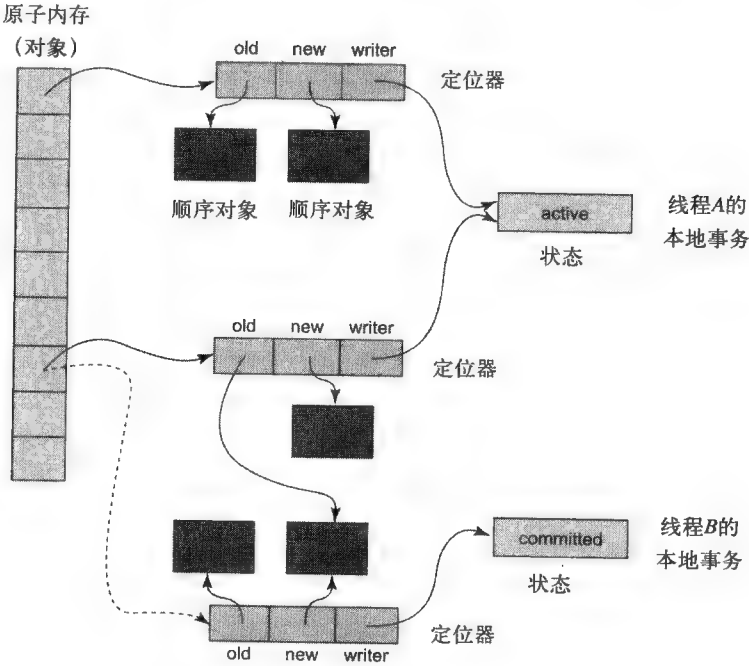 原子内存
（对象）
old new writer
定位器
顺序对象 顺序对象
active
线程A的
本地事务
状态
old new writer
定位器
committed
线程B的
本地事务
状态
定位器
old new writer